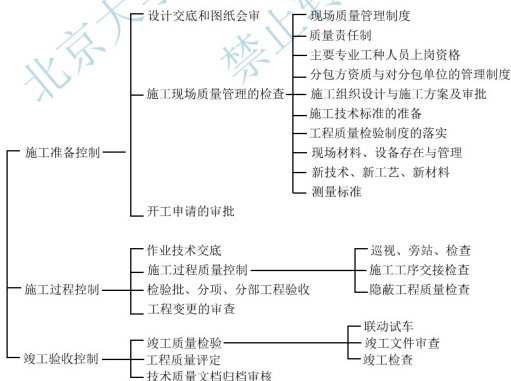 设计交底和图纸会审
现场质量管理制度
质量责任制
主要专业工种人员上岗资格
分包方资质与对分包单位的管理制度
施工现场质量管理的检查
施工组织设计与施工方案及审批
施工技术标准的准备
工程质量检验制度的落实
施工准备控制
现场材料、设备存在与管理
新技术、新工艺、新材料
测量标准
开工申请的审批
作业技术交底
巡视、旁站、检查
施工过程质量控制
施工工序交接检查
施工过程控制
检验批、分项、分部工程验收
隐蔽工程质量检查
工程变更的审查
联动试车
竣工质量检验
竣工文件审查
竣工验收控制
工程质量评定
竣工检查
技术质量文档归档审核
北京大
禁止